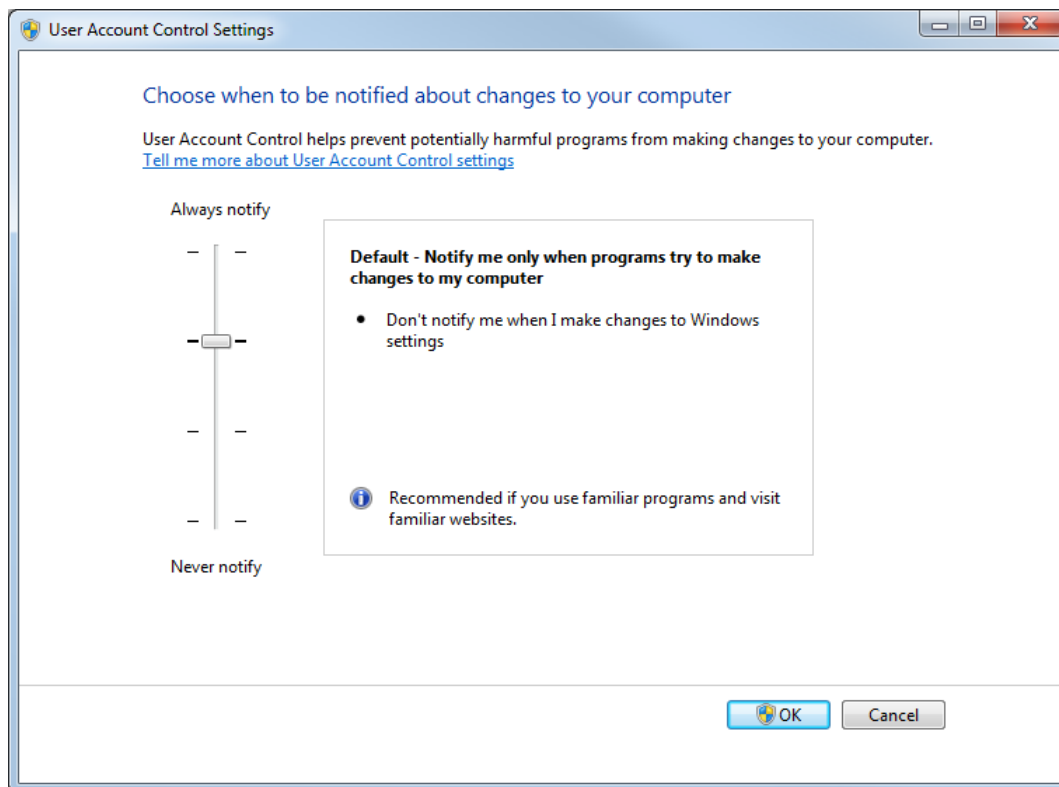 User Account Control Settings
Choose when to be notified about changes to your computer
User Account Control helps prevent potentially harmful programs from making changes to your computer.
Tell me more about User Account Control settings
Always notify
Default - Notify me only when programs try to make
changes to my computer
• Don't notify me when I make changes to Windows
settings
Recommended if you use familiar programs and visit
familiar websites.
Never notify
OK
Cancel